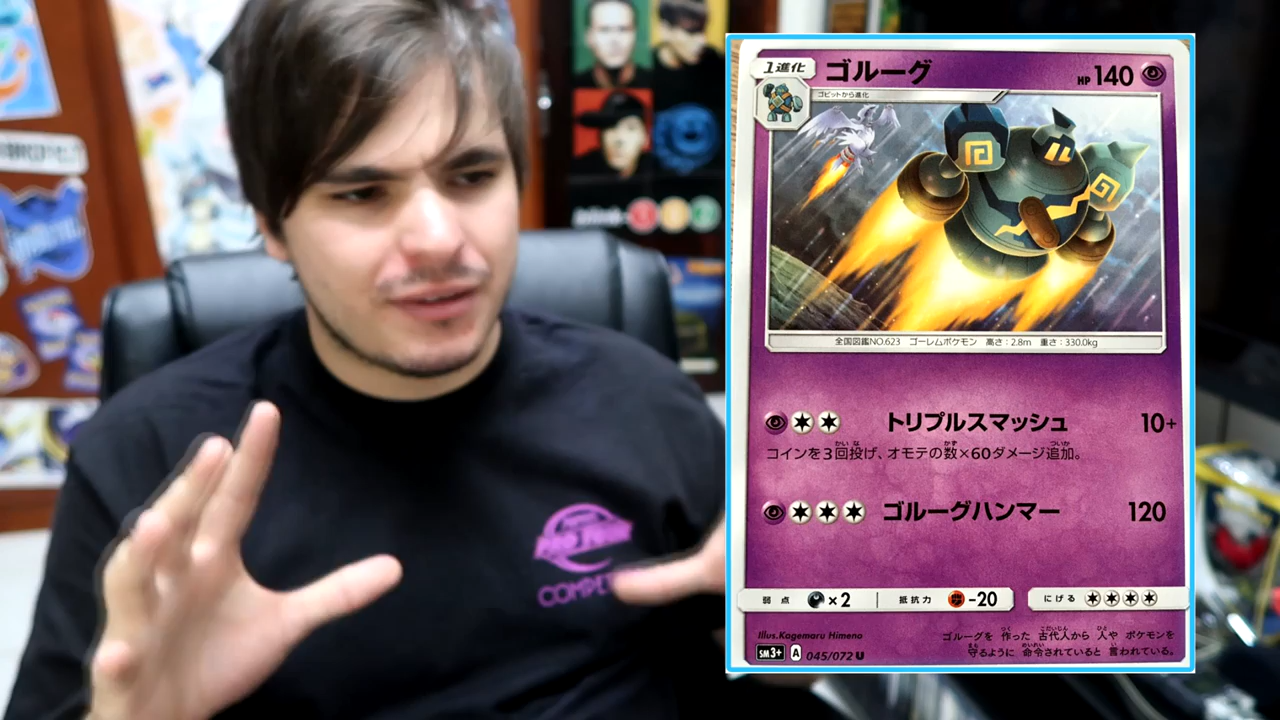 1進化
ゴルーグ
HP 140
ゴビットから進化
全国図鑑NO.623 ゴーレムポケモン 高さ：2.8m 重さ：330.0kg
トリプルスマッシュ 10+
コインを3回投げ、オモテの数×60ダメージ追加。
ゴルーグハンマー 120
弱点 ×2 抵抗力 -20 にげる
Illus.Kagemaru Himeno
ゴルーグを 作った 古代人から 人や ポケモンを
守るように 命令されていると 言われている。
SM3+ A 045/072 U